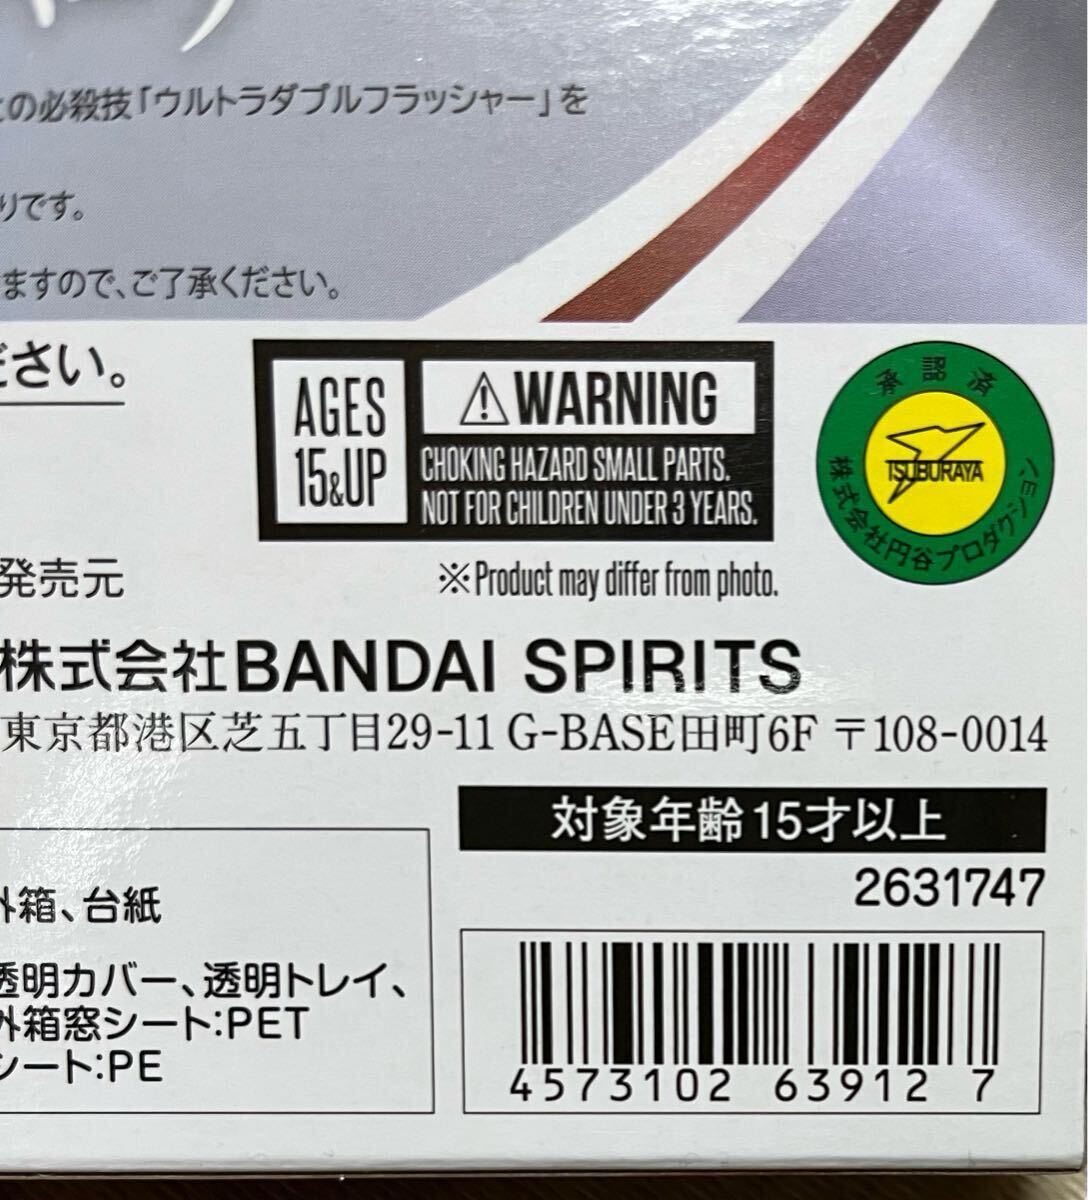 の必殺技「ウルトラダブルフラッシャー」を
りです。
ますので、ご了承ください。
ださい。
AGES
15&UP
⚠WARNING
CHOKING HAZARD SMALL PARTS.
NOT FOR CHILDREN UNDER 3 YEARS.
承認済
TSUBURAYA
株式会社円谷プロダクション
※Product may differ from photo.
発売元
株式会社BANDAI SPIRITS
東京都港区芝五丁目29-11 G-BASE田町6F 〒108-0014
対象年齢15才以上
2631747
外箱、台紙
透明カバー、透明トレイ、
外箱窓シート:PET
シート:PE
4573102 63912 7